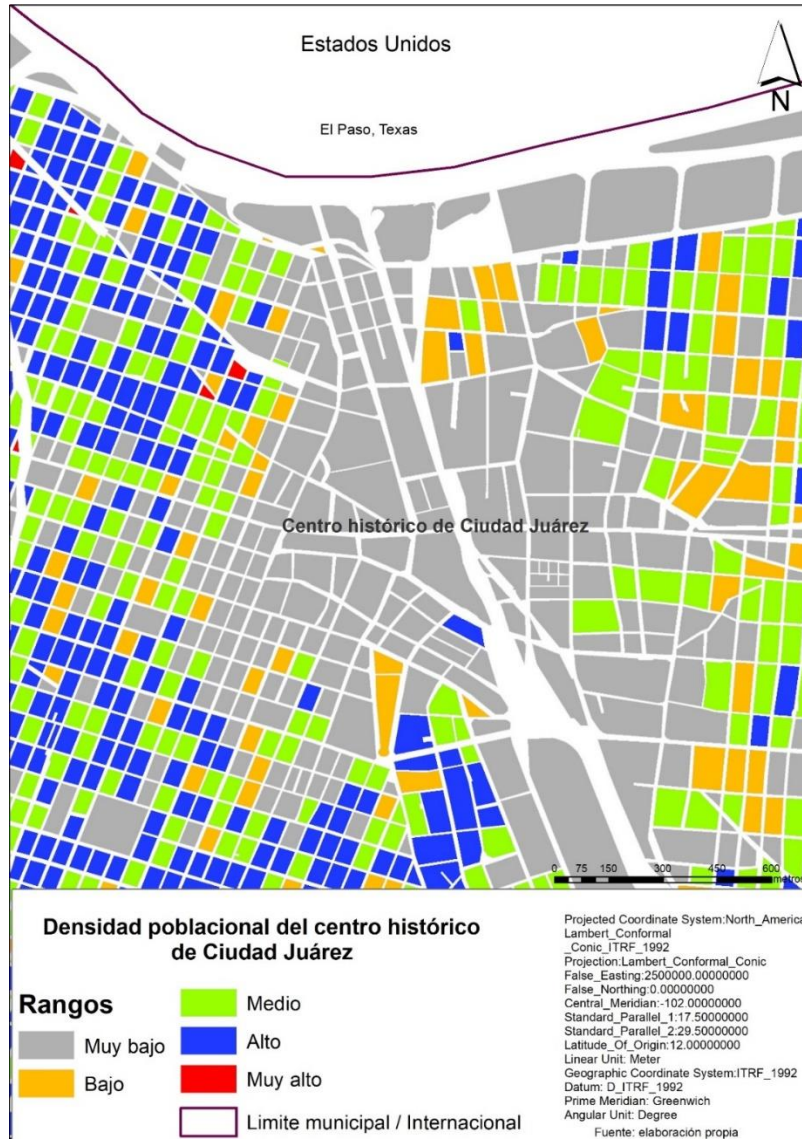 Estados Unidos
N
El Paso, Texas
Centro histórico de Ciudad Juárez
0 75 150 300 450 600
metros
Densidad poblacional del centro histórico
de Ciudad Juárez
Rangos
Muy bajo
Bajo
Medio
Alto
Muy alto
Limite municipal / Internacional
Projected Coordinate System:North_America
Lambert_Conformal
_Conic_ITRF_1992
Projection:Lambert_Conformal_Conic
False_Easting:2500000.00000000
False_Northing:0.00000000
Central_Meridian:-102.00000000
Standard_Parallel_1:17.50000000
Standard_Parallel_2:29.50000000
Latitude_Of_Origin:12.00000000
Linear Unit: Meter
Geographic Coordinate System:ITRF_1992
Datum: D_ITRF_1992
Prime Meridian: Greenwich
Angular Unit: Degree
Fuente: elaboración propia